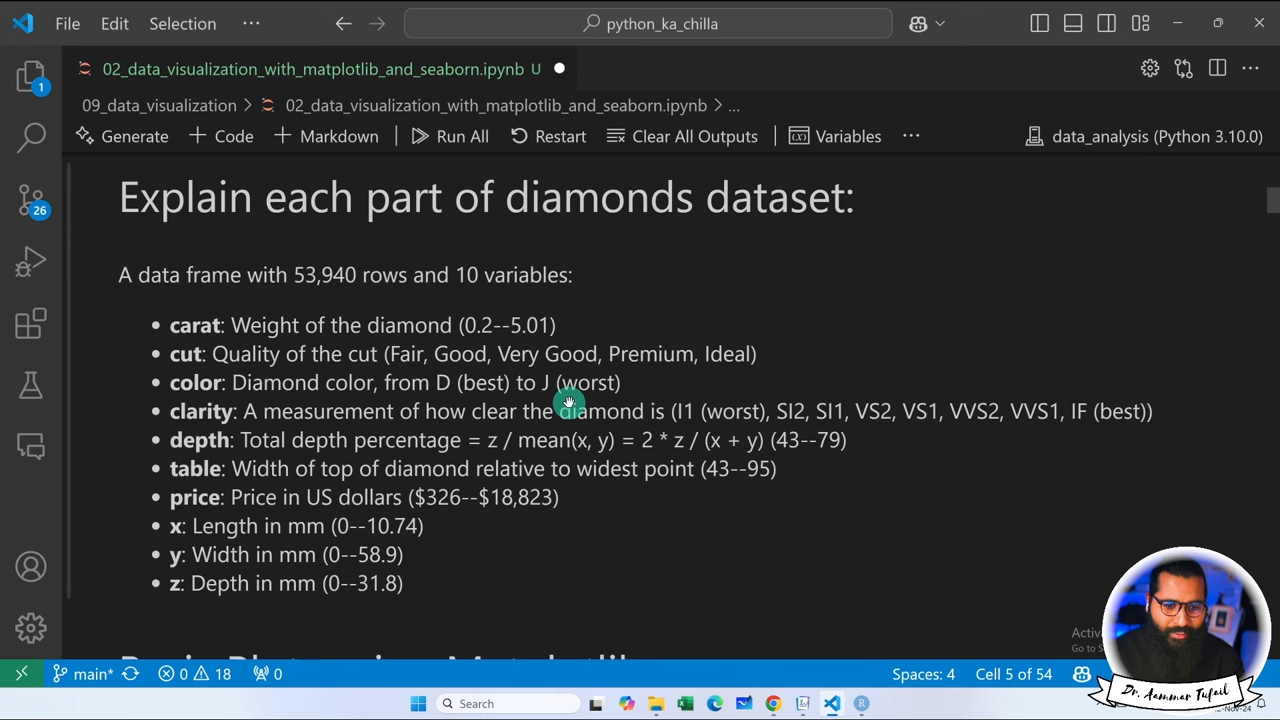 File Edit Selection ··· python_ka_chilla
1 02_data_visualization_with_matplotlib_and_seaborn.ipynb U
09_data_visualization > 02_data_visualization_with_matplotlib_and_seaborn.ipynb > ...
Generate + Code + Markdown Run All Restart Clear All Outputs Variables ··· data_analysis (Python 3.10.0)
Explain each part of diamonds dataset:
26
A data frame with 53,940 rows and 10 variables:
• carat: Weight of the diamond (0.2--5.01)
• cut: Quality of the cut (Fair, Good, Very Good, Premium, Ideal)
• color: Diamond color, from D (best) to J (worst)
• clarity: A measurement of how clear the diamond is (I1 (worst), SI2, SI1, VS2, VS1, VVS2, VVS1, IF (best))
• depth: Total depth percentage = z / mean(x, y) = 2 * z / (x + y) (43--79)
• table: Width of top of diamond relative to widest point (43--95)
• price: Price in US dollars ($326--$18,823)
• x: Length in mm (0--10.74)
• y: Width in mm (0--58.9)
• z: Depth in mm (0--31.8)
main* 0 18 0 Spaces: 4 Cell 5 of 54
Dr. Aammar Tufail
Search